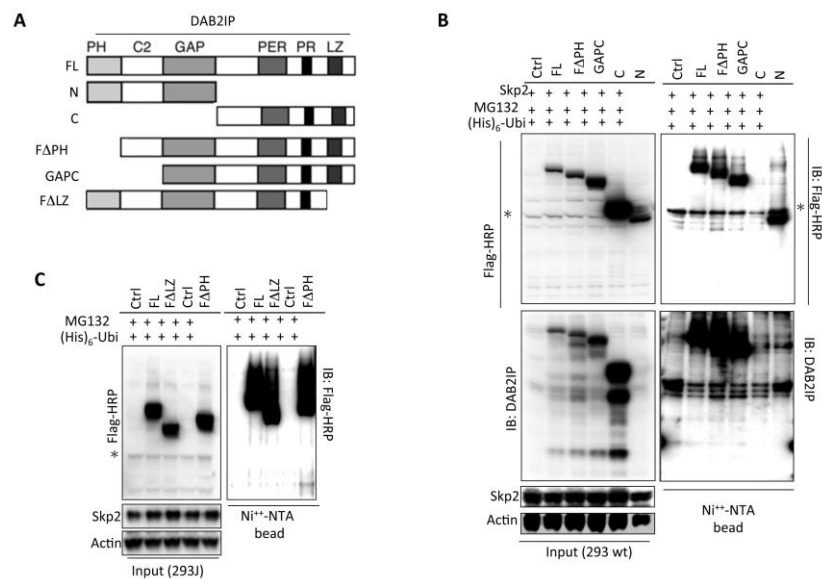 A
DAB2IP
PH C2 GAP PER PR LZ
FL
N
C
FΔPH
GAPC
FΔLZ
B
Ctrl FL FΔPH GAPC C N Ctrl FL FΔPH GAPC C N
Skp2+ + + + + + + + + +
MG132 + + + + + + + + + +
(His)6-Ubi + + + + + + + + + +
Flag-HRP
*
IB: Flag-HRP
*
IB: DAB2IP
IB: DAB2IP
Skp2
Actin
Input (293 wt)
Ni++-NTA
bead
C
Ctrl FL FΔLZ Ctrl FΔPH Ctrl FL FΔLZ Ctrl FΔPH
MG132 + + + + + + + + + +
(His)6-Ubi + + + + + + + + + +
Flag-HRP
*
IB: Flag-HRP
Skp2
Actin
Input (293J)
Ni++-NTA
bead